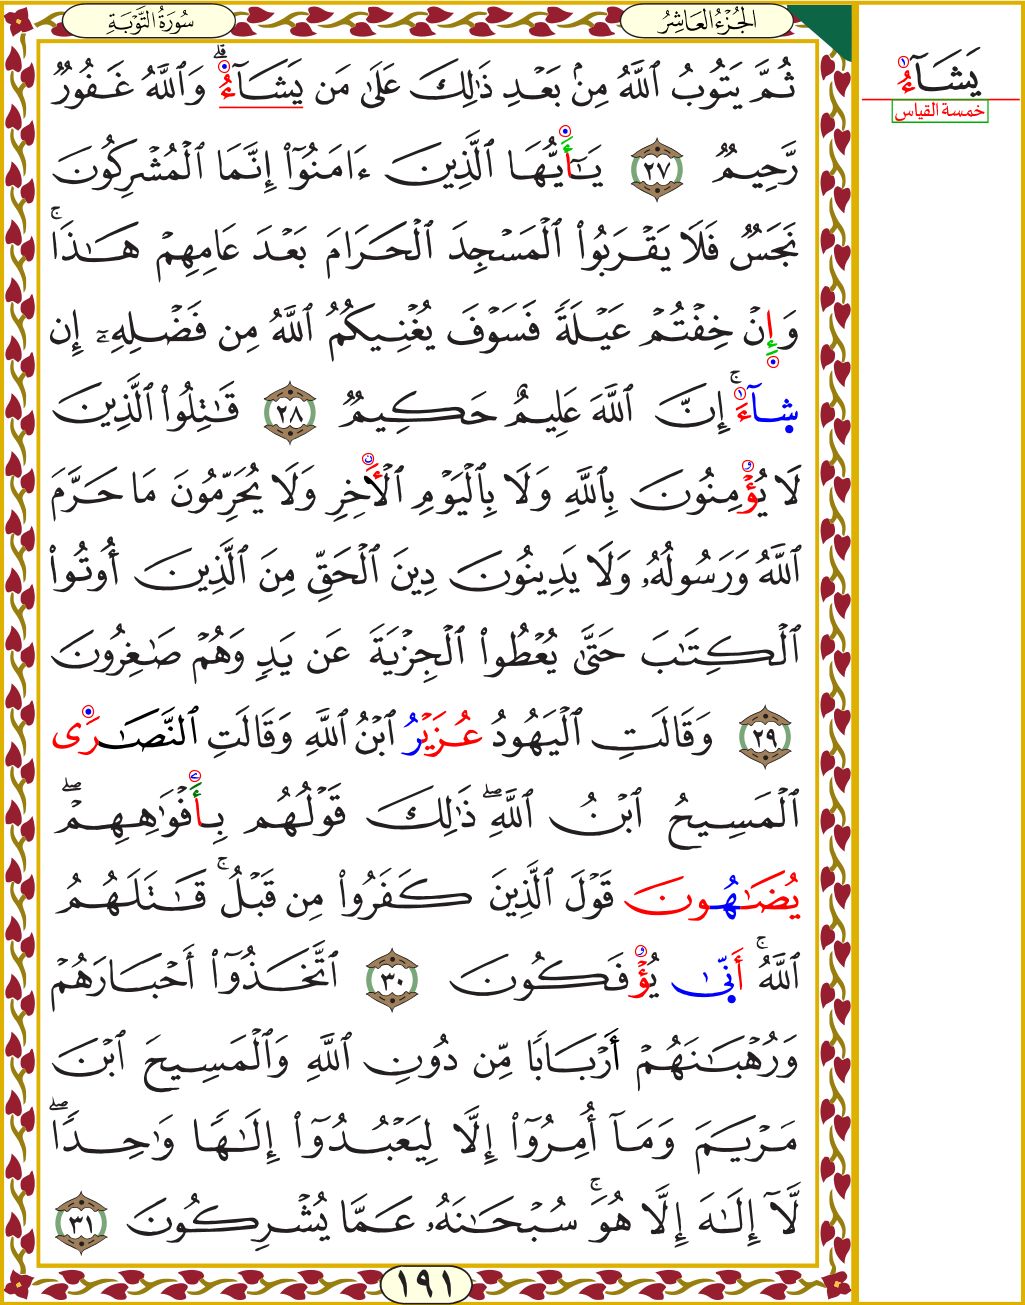 الجُزْءُ العَاشِرُ
سُورَةُ التَّوْبَةِ
ثُمَّ يَتُوبُ ٱللَّهُ مِنۢ بَعْدِ ذَٰلِكَ عَلَىٰ مَن يَشَآءُۗ وَٱللَّهُ غَفُورٌ
رَّحِيمٌ ٢٧ يَٰٓأَيُّهَا ٱلَّذِينَ ءَامَنُوٓاْ إِنَّمَا ٱلْمُشْرِكُونَ
نَجَسٌ فَلَا يَقْرَبُواْ ٱلْمَسْجِدَ ٱلْحَرَامَ بَعْدَ عَامِهِمْ هَٰذَاۚ
وَإِنْ خِفْتُمْ عَيْلَةً فَسَوْفَ يُغْنِيكُمُ ٱللَّهُ مِن فَضْلِهِۦٓ إِن
شَآءَۚ إِنَّ ٱللَّهَ عَلِيمٌ حَكِيمٌ ٢٨ قَٰتِلُواْ ٱلَّذِينَ
لَا يُؤْمِنُونَ بِٱللَّهِ وَلَا بِٱلْيَوْمِ ٱلْأَخِرِ وَلَا يُحَرِّمُونَ مَا حَرَّمَ
ٱللَّهُ وَرَسُولُهُۥ وَلَا يَدِينُونَ دِينَ ٱلْحَقِّ مِنَ ٱلَّذِينَ أُوتُواْ
ٱلْكِتَٰبَ حَتَّىٰ يُعْطُواْ ٱلْجِزْيَةَ عَن يَدٍ وَهُمْ صَٰغِرُونَ
٢٩ وَقَالَتِ ٱلْيَهُودُ عُزَيْرُ ٱبْنُ ٱللَّهِ وَقَالَتِ ٱلنَّصَٰرَى
ٱلْمَسِيحُ ٱبْنُ ٱللَّهِۖ ذَٰلِكَ قَوْلُهُم بِأَفْوَٰهِهِمْۖ
يُضَٰهُونَ قَوْلَ ٱلَّذِينَ كَفَرُواْ مِن قَبْلُۚ قَٰتَلَهُمُ
ٱللَّهُۚ أَنِّىٰ يُؤْفَكُونَ ٣٠ ٱتَّخَذُوٓاْ أَحْبَارَهُمْ
وَرُهْبَٰنَهُمْ أَرْبَابًا مِّن دُونِ ٱللَّهِ وَٱلْمَسِيحَ ٱبْنَ
مَرْيَمَ وَمَآ أُمِرُوٓاْ إِلَّا لِيَعْبُدُوٓاْ إِلَٰهًا وَٰحِدًاۖ
لَّآ إِلَٰهَ إِلَّا هُوَۚ سُبْحَٰنَهُۥ عَمَّا يُشْرِكُونَ ٣١
١٩١
يَشَآءُ
خمسة القياس